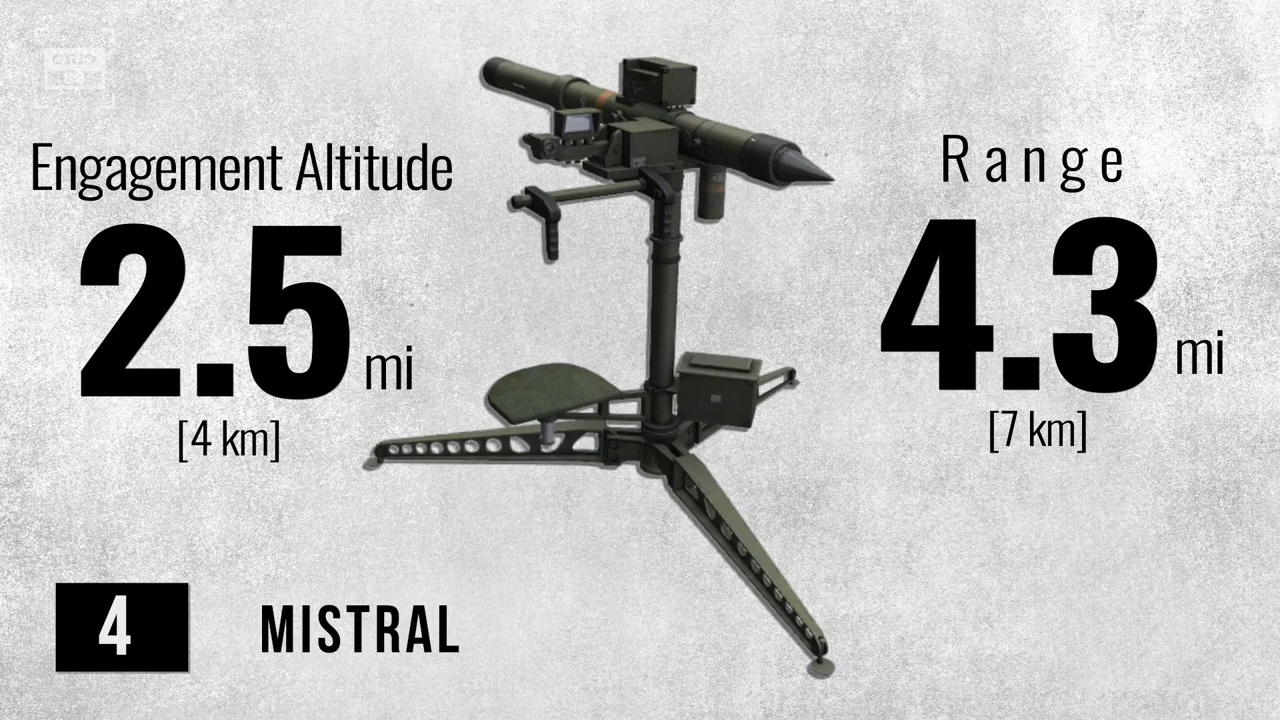 Engagement Altitude
2.5 mi
[4 km]
Range
4.3 mi
[7 km]
4
MISTRAL